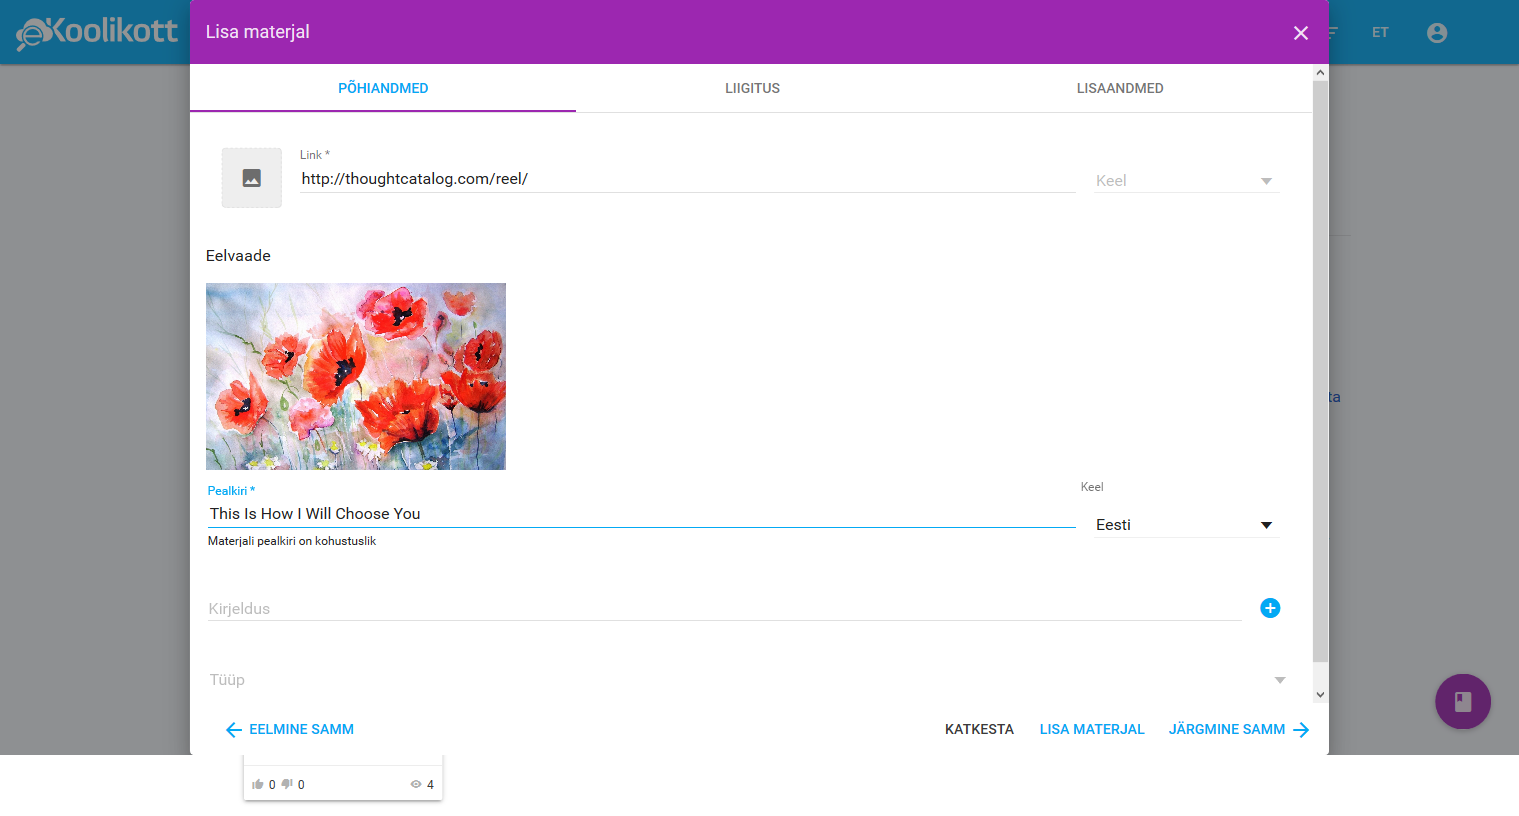 eKoolikott
Lisa materjal
ET
PÕHIANDMED
LIIGITUS
LISAANDMED
Link *
http://thoughtcatalog.com/reel/
Keel
Eelvaade
ta
Pealkiri *
Keel
This Is How I Will Choose You
Eesti
Materjali pealkiri on kohustuslik
Kirjeldus
Tüüp
EELMINE SAMM
KATKESTA
LISA MATERJAL
JÄRGMINE SAMM
0 0 4